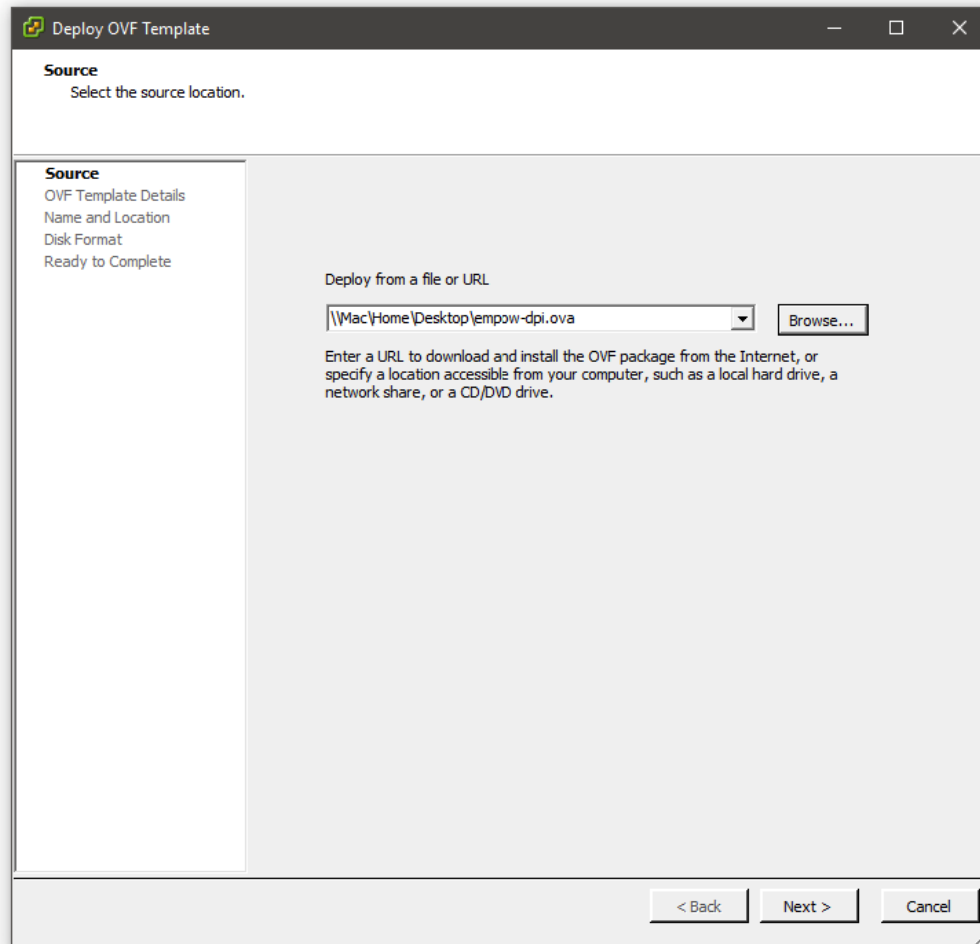 Deploy OVF Template
Source
Select the source location.
Source
OVF Template Details
Name and Location
Disk Format
Ready to Complete
Deploy from a file or URL
\\Mac\Home\Desktop\empow-dpi.ova
Browse...
Enter a URL to download and install the OVF package from the Internet, or
specify a location accessible from your computer, such as a local hard drive, a
network share, or a CD/DVD drive.
< Back
Next >
Cancel